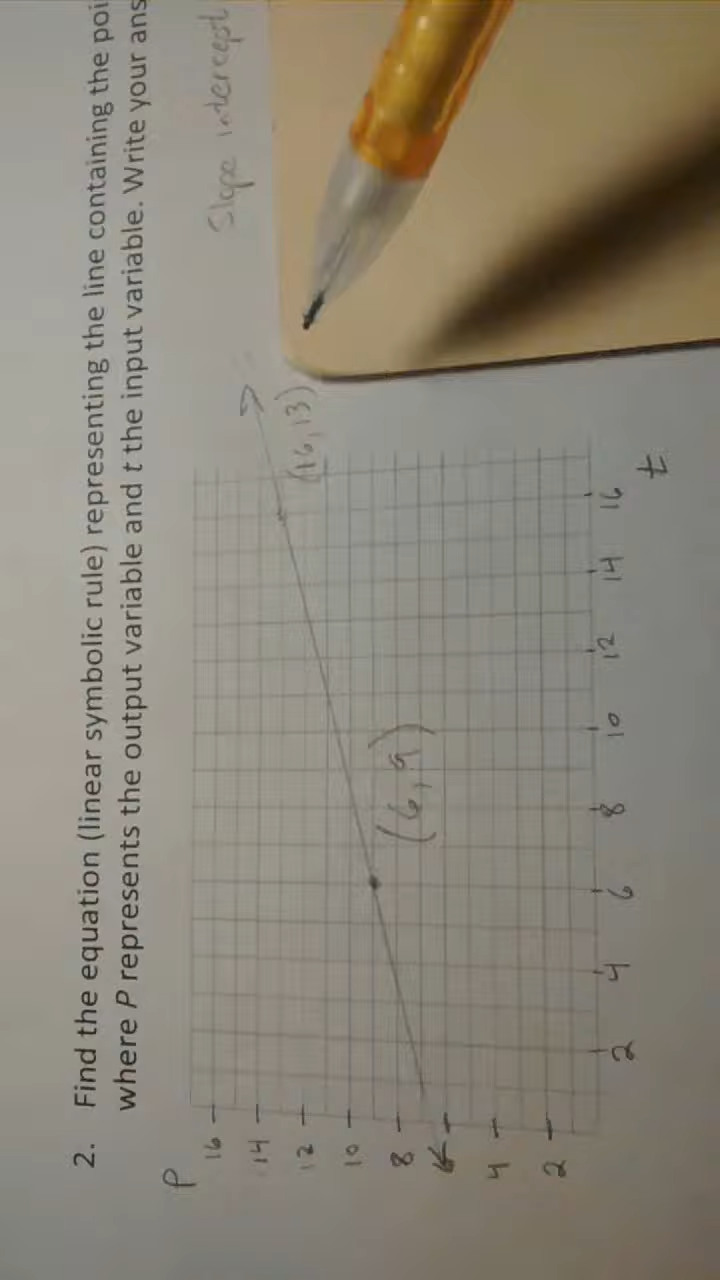 2. Find the equation (linear symbolic rule) representing the line containing the
where P represents the output variable and t the input variable. Write your
Slope intercept
P
16
14
(16,13)
12
10
(6,9)
8
6
4
2
2 4 6 8 10 12 14 16
t